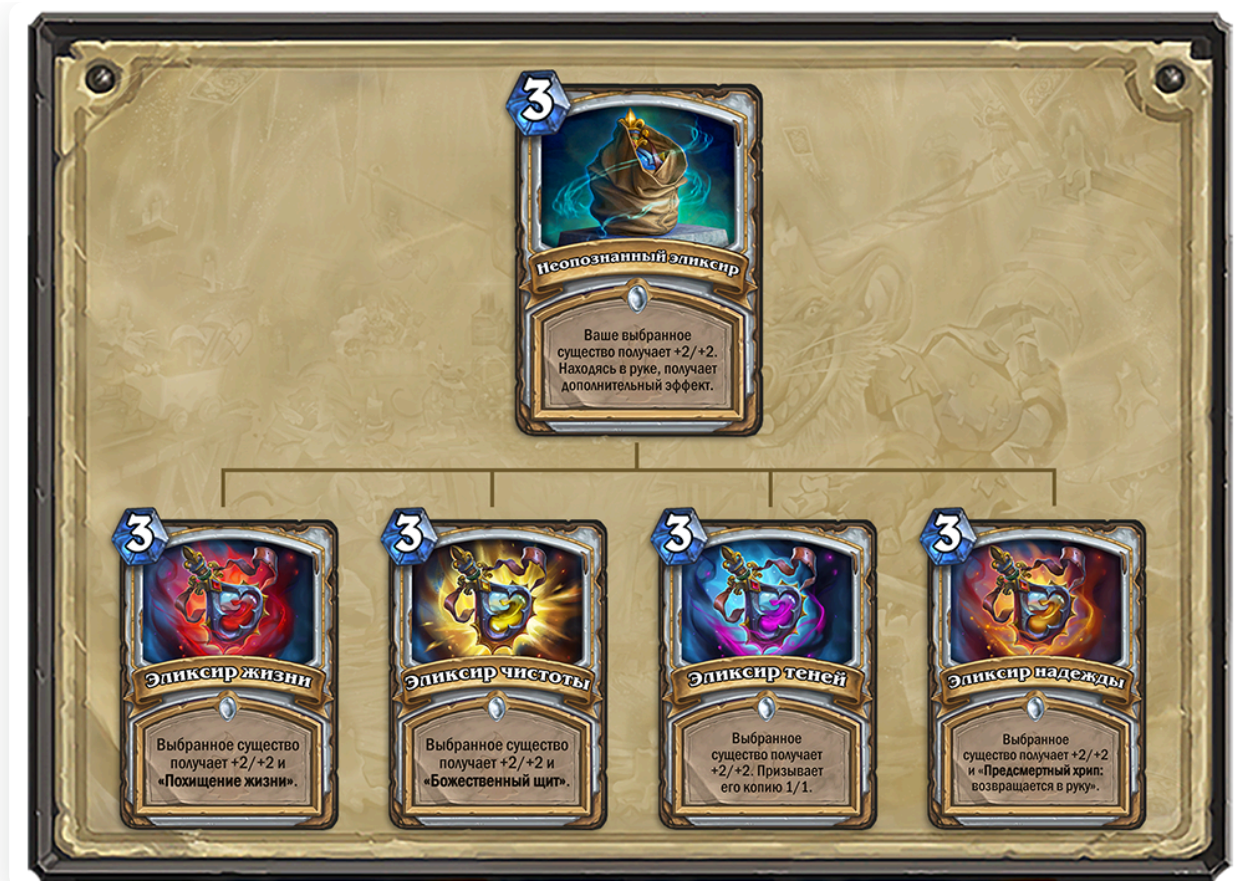 3
Неопознанный эликсир
Ваше выбранное
существо получает +2/+2.
Находясь в руке, получает
дополнительный эффект.
3
Эликсир жизни
Выбранное существо
получает +2/+2 и
«Похищение жизни».
3
Эликсир чистоты
Выбранное существо
получает +2/+2 и
«Божественный щит».
3
Эликсир теней
Выбранное
существо получает
+2/+2. Призывает
его копию 1/1.
3
Эликсир надежды
Выбранное
существо получает +2/+2
и «Предсмертный хрип:
возвращается в руку».